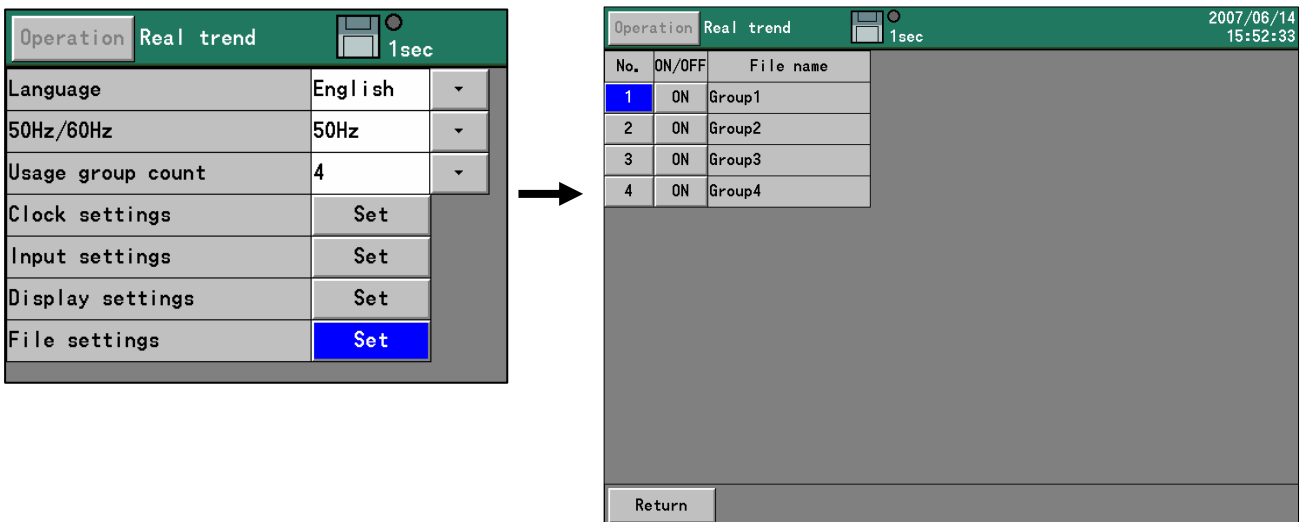 Operation Real trend 1sec
Language English
50Hz/60Hz 50Hz
Usage group count 4
Clock settings Set
Input settings Set
Display settings Set
File settings Set
Operation Real trend 1sec 2007/06/14
15:52:33
No. ON/OFF File name
1 ON Group1
2 ON Group2
3 ON Group3
4 ON Group4
Return